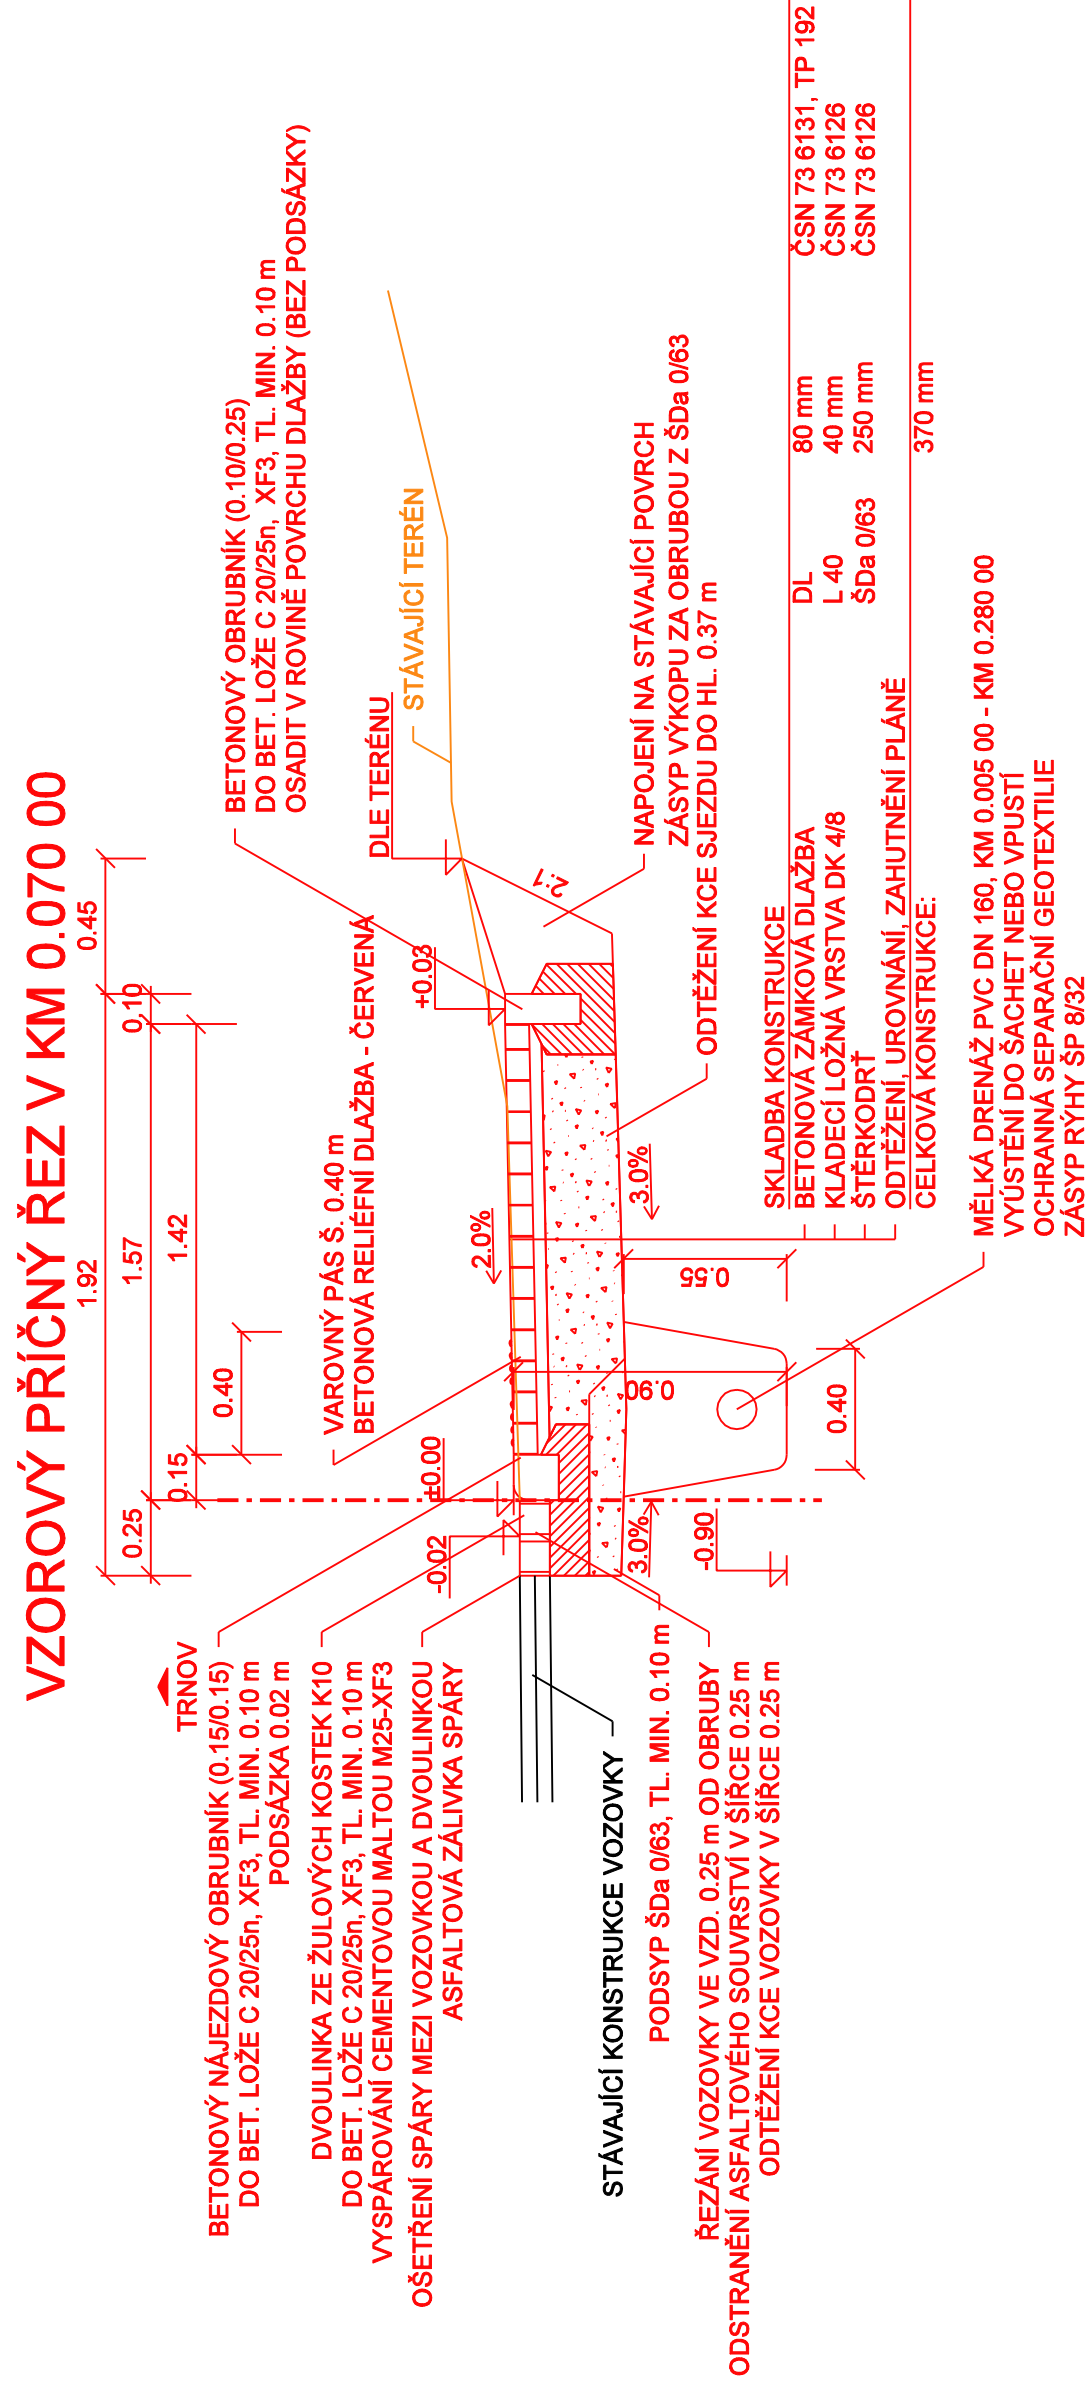 VZOROVÝ PŘÍČNÝ ŘEZ V KM 0.070 00
1.92
0.45
0.25
1.57
0.10
0.15
1.42
0.40
TRNOV
BETONOVÝ NÁJEZDOVÝ OBRUBNÍK (0.15/0.15)
DO BET. LOŽE C 20/25n, XF3, TL. MIN. 0.10 m
PODSÁZKA 0.02 m
DVOULINKA ZE ŽULOVÝCH KOSTEK K10
DO BET. LOŽE C 20/25n, XF3, TL. MIN. 0.10 m
VYSPÁROVÁNÍ CEMENTOVOU MALTOU M25-XF3
OŠETŘENÍ SPÁRY MEZI VOZOVKOU A DVOULINKOU
ASFALTOVÁ ZÁLIVKA SPÁRY
STÁVAJÍCÍ KONSTRUKCE VOZOVKY
PODSYP ŠDa 0/63, TL. MIN. 0.10 m
ŘEZÁNÍ VOZOVKY VE VZD. 0.25 m OD OBRUBY
ODSTRANĚNÍ ASFALTOVÉHO SOUVRSTVÍ V ŠÍŘCE 0.25 m
ODTĚŽENÍ KCE VOZOVKY V ŠÍŘCE 0.25 m
VAROVNÝ PÁS Š. 0.40 m
BETONOVÁ RELIÉFNÍ DLAŽBA - ČERVENÁ
BETONOVÝ OBRUBNÍK (0.10/0.25)
DO BET. LOŽE C 20/25n, XF3, TL. MIN. 0.10 m
OSADIT V ROVINĚ POVRCHU DLAŽBY (BEZ PODSÁZKY)
DLE TERÉNU
STÁVAJÍCÍ TERÉN
-0.02
±0.00
+0.03
2.0%
2:1
3.0%
3.0%
-0.90
0.90
0.55
0.40
NAPOJENÍ NA STÁVAJÍCÍ POVRCH
ZÁSYP VÝKOPU ZA OBRUBOU Z ŠDa 0/63
ODTĚŽENÍ KCE SJEZDU DO HL. 0.37 m
SKLADBA KONSTRUKCE
BETONOVÁ ZÁMKOVÁ DLAŽBA DL 80 mm ČSN 73 6131, TP 192
KLADECÍ LOŽNÁ VRSTVA DK 4/8 L 40 40 mm ČSN 73 6126
ŠTĚRKODRŤ ŠDa 0/63 250 mm ČSN 73 6126
ODTĚŽENÍ, UROVNÁNÍ, ZAHUTNĚNÍ PLÁNĚ
CELKOVÁ KONSTRUKCE: 370 mm
MĚLKÁ DRENÁŽ PVC DN 160, KM 0.005 00 - KM 0.280 00
VYÚSTĚNÍ DO ŠACHET NEBO VPUSTÍ
OCHRANNÁ SEPARAČNÍ GEOTEXTILIE
ZÁSYP RÝHY ŠP 8/32